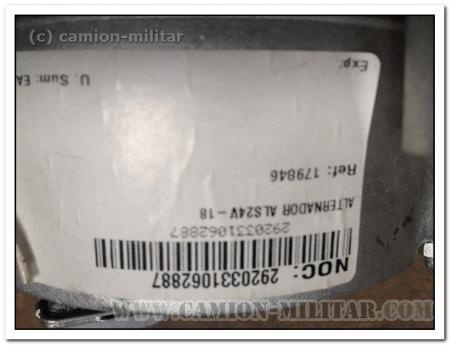 (c) camion-militar
NOC: 2920331062887
2920331062887
ALTERNADOR ALS24V-18
Ref: 179846
U. Sum: EA
Exp:
WWW.CAMION-MILITAR.COM